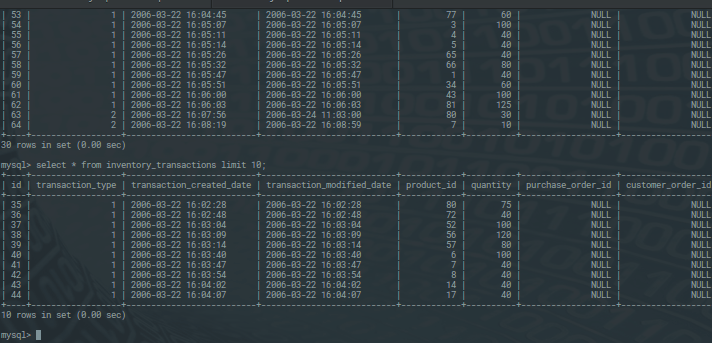 | 53 | 1 | 2006-03-22 16:04:45 | 2006-03-22 16:04:45 | 77 | 60 | NULL | NULL
| 54 | 1 | 2006-03-22 16:05:07 | 2006-03-22 16:05:07 | 3 | 100 | NULL | NULL
| 55 | 1 | 2006-03-22 16:05:11 | 2006-03-22 16:05:11 | 4 | 40 | NULL | NULL
| 56 | 1 | 2006-03-22 16:05:14 | 2006-03-22 16:05:14 | 5 | 40 | NULL | NULL
| 57 | 1 | 2006-03-22 16:05:26 | 2006-03-22 16:05:26 | 65 | 40 | NULL | NULL
| 58 | 1 | 2006-03-22 16:05:32 | 2006-03-22 16:05:32 | 66 | 80 | NULL | NULL
| 59 | 1 | 2006-03-22 16:05:47 | 2006-03-22 16:05:47 | 1 | 40 | NULL | NULL
| 60 | 1 | 2006-03-22 16:05:51 | 2006-03-22 16:05:51 | 34 | 60 | NULL | NULL
| 61 | 1 | 2006-03-22 16:06:00 | 2006-03-22 16:06:00 | 43 | 100 | NULL | NULL
| 62 | 1 | 2006-03-22 16:06:03 | 2006-03-22 16:06:03 | 81 | 125 | NULL | NULL
| 63 | 2 | 2006-03-22 16:07:56 | 2006-03-24 11:03:00 | 80 | 30 | NULL | NULL
| 64 | 2 | 2006-03-22 16:08:19 | 2006-03-22 16:08:59 | 7 | 10 | NULL | NULL
30 rows in set (0.00 sec)
mysql> select * from inventory_transactions limit 10;
| id | transaction_type | transaction_created_date | transaction_modified_date | product_id | quantity | purchase_order_id | customer_order_id
| 35 | 1 | 2006-03-22 16:02:28 | 2006-03-22 16:02:28 | 80 | 75 | NULL | NULL
| 36 | 1 | 2006-03-22 16:02:48 | 2006-03-22 16:02:48 | 72 | 40 | NULL | NULL
| 37 | 1 | 2006-03-22 16:03:04 | 2006-03-22 16:03:04 | 52 | 100 | NULL | NULL
| 38 | 1 | 2006-03-22 16:03:09 | 2006-03-22 16:03:09 | 56 | 120 | NULL | NULL
| 39 | 1 | 2006-03-22 16:03:14 | 2006-03-22 16:03:14 | 57 | 80 | NULL | NULL
| 40 | 1 | 2006-03-22 16:03:40 | 2006-03-22 16:03:40 | 6 | 100 | NULL | NULL
| 41 | 1 | 2006-03-22 16:03:47 | 2006-03-22 16:03:47 | 7 | 40 | NULL | NULL
| 42 | 1 | 2006-03-22 16:03:54 | 2006-03-22 16:03:54 | 8 | 40 | NULL | NULL
| 43 | 1 | 2006-03-22 16:04:02 | 2006-03-22 16:04:02 | 14 | 40 | NULL | NULL
| 44 | 1 | 2006-03-22 16:04:07 | 2006-03-22 16:04:07 | 17 | 40 | NULL | NULL
10 rows in set (0.00 sec)
mysql>